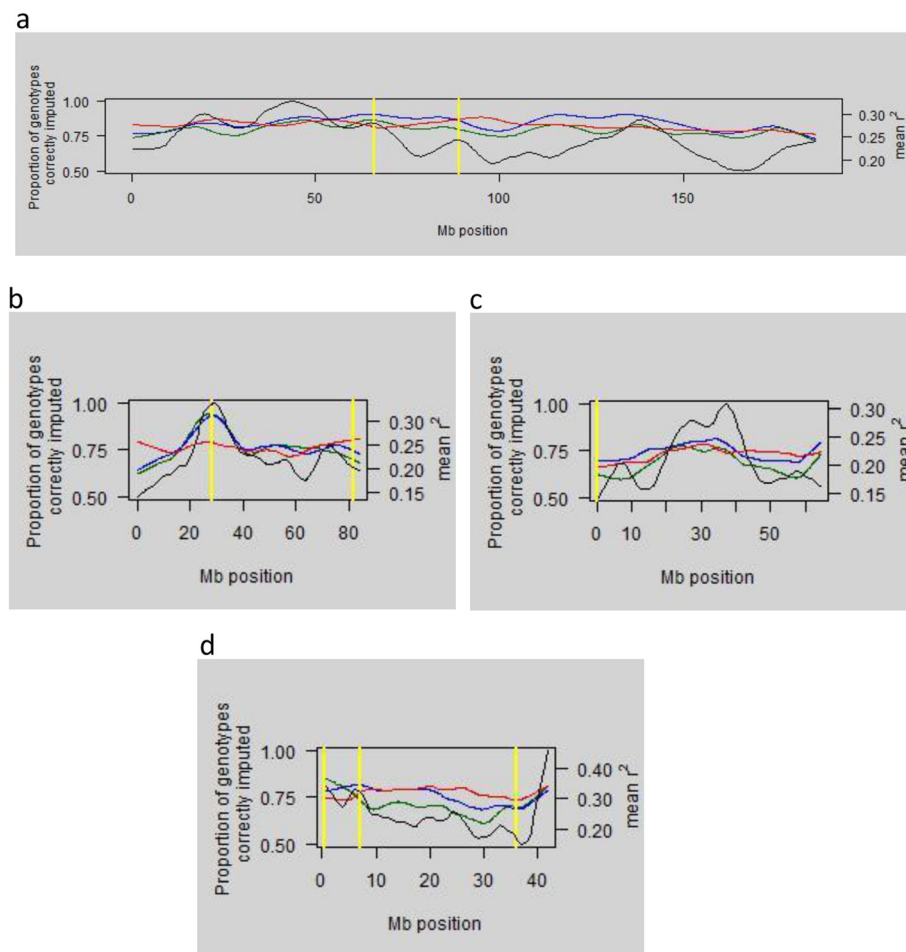 a
Proportion of genotypes
correctly imputed
1.00
0.75
0.50
0.30
0.25
0.20
mean r²
0 50 100 150
Mb position
b
Proportion of genotypes
correctly imputed
1.00
0.75
0.50
0.30
0.25
0.20
0.15
mean r²
0 20 40 60 80
Mb position
c
Proportion of genotypes
correctly imputed
1.00
0.75
0.50
0.30
0.25
0.20
0.15
mean r²
0 10 30 50
Mb position
d
Proportion of genotypes
correctly imputed
1.00
0.75
0.50
0.40
0.30
0.20
mean r²
0 10 20 30 40
Mb position